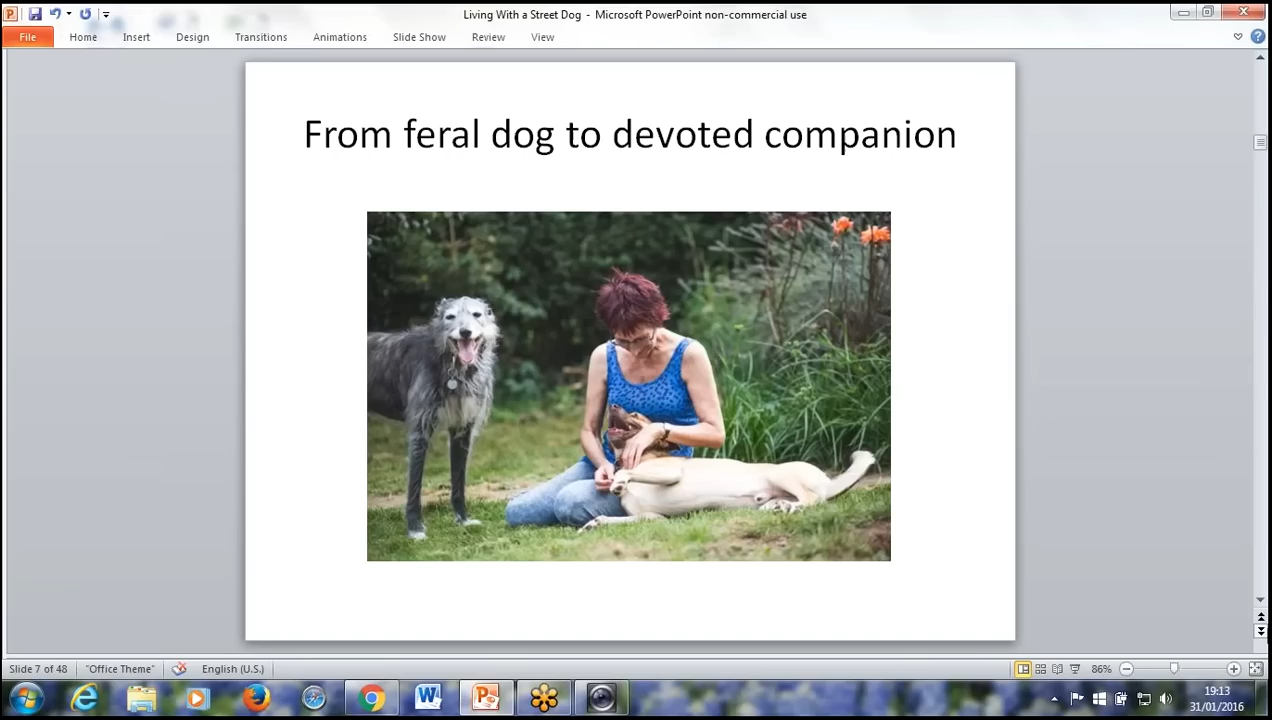 Living With a Street Dog - Microsoft PowerPoint non-commercial use
File Home Insert Design Transitions Animations Slide Show Review View
From feral dog to devoted companion
Slide 7 of 48 "Office Theme" English (U.S.) 86%
19:13
31/01/2016